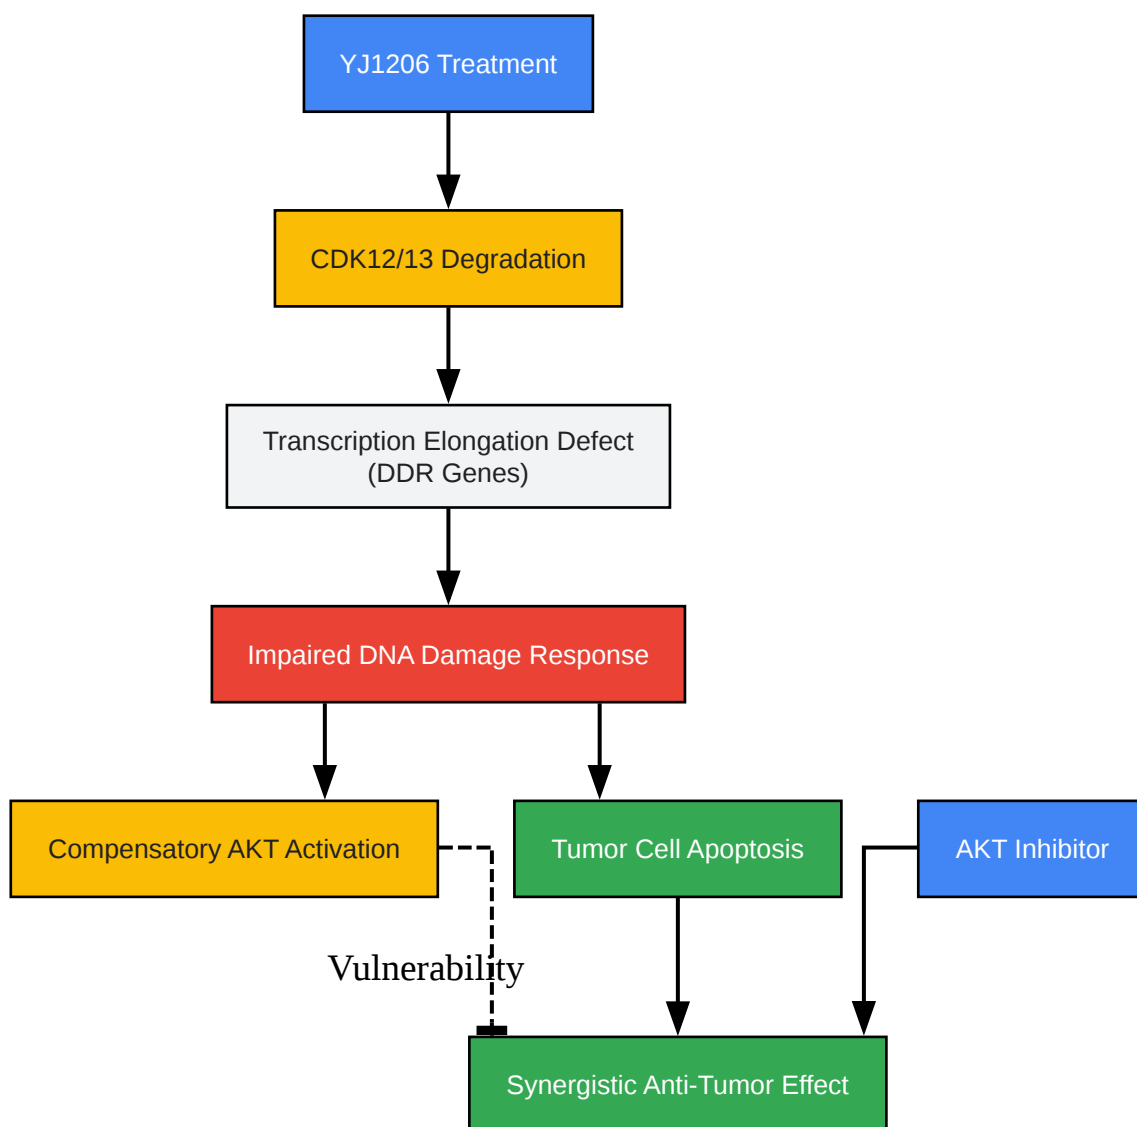 YJ1206 Treatment
CDK12/13 Degradation
Transcription Elongation Defect
(DDR Genes)
Impaired DNA Damage Response
Compensatory AKT Activation
Tumor Cell Apoptosis
AKT Inhibitor
Vulnerability
Synergistic Anti-Tumor Effect